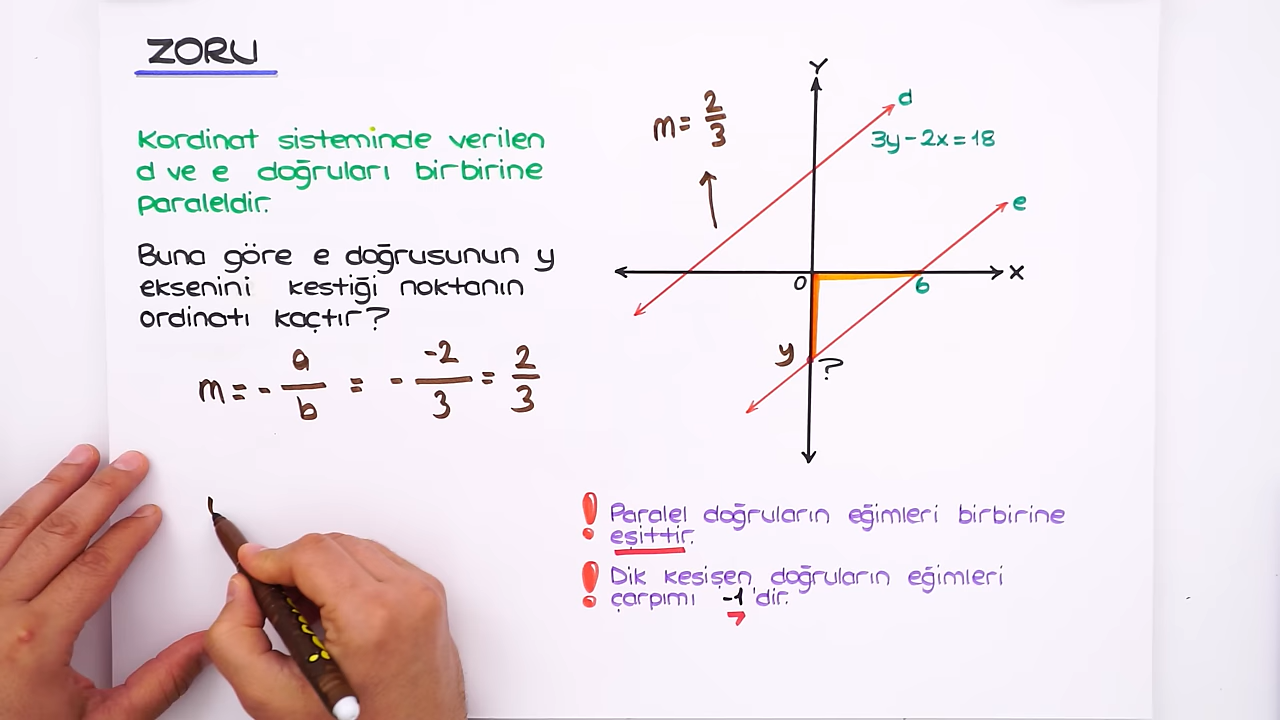 ZORU
Kordinat sisteminde verilen
d ve e doğruları birbirine
paraleldir.
Buna göre e doğrusunun y
eksenini kestiği noktanın
ordinatı kaçtır?
m = - a/b = - -2/3 = 2/3
m = 2/3
Y
d
3y - 2x = 18
e
X
0
6
y
?
! Paralel doğruların eğimleri birbirine
eşittir.
! Dik kesişen doğruların eğimleri
çarpımı '-1' dir.